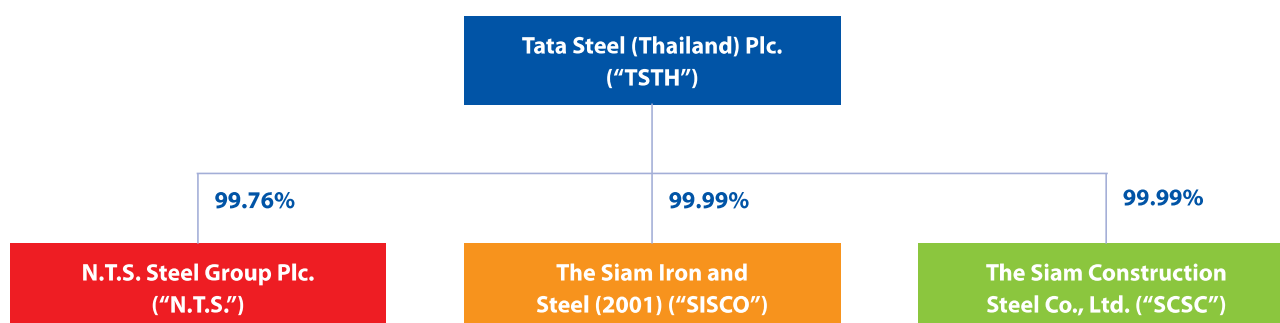 Tata Steel (Thailand) Plc.
(“TSTH”)
99.76%
99.99%
99.99%
N.T.S. Steel Group Plc.
(“N.T.S.”)
The Siam Iron and
Steel (2001) (“SISCO”)
The Siam Construction
Steel Co., Ltd. (“SCSC”)